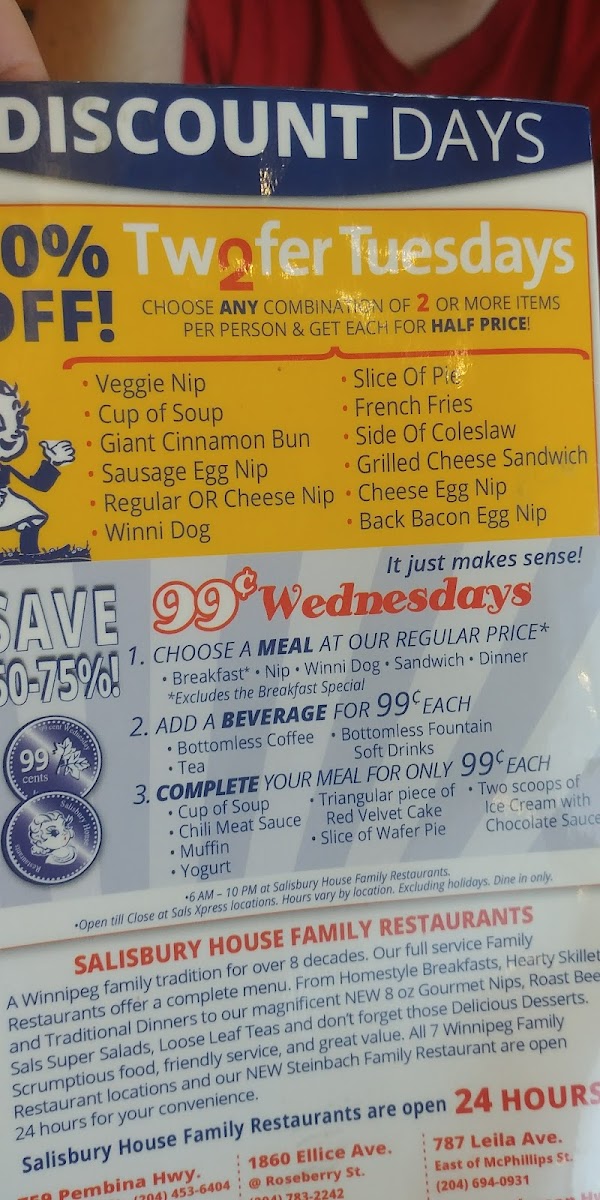 DISCOUNT DAYS
0% OFF!
Tw2fer Tuesdays
CHOOSE ANY COMBINATION OF 2 OR MORE ITEMS
PER PERSON & GET EACH FOR HALF PRICE!
• Veggie Nip
• Cup of Soup
• Giant Cinnamon Bun
• Sausage Egg Nip
• Regular OR Cheese Nip
• Winni Dog
• Slice Of Pie
• French Fries
• Side Of Coleslaw
• Grilled Cheese Sandwich
• Cheese Egg Nip
• Back Bacon Egg Nip
It just makes sense!
SAVE
50-75%!
99¢ Wednesdays
1. CHOOSE A MEAL AT OUR REGULAR PRICE*
• Breakfast* • Nip • Winni Dog • Sandwich • Dinner
*Excludes the Breakfast Special
2. ADD A BEVERAGE FOR 99¢ EACH
• Bottomless Coffee
• Tea
• Bottomless Fountain
Soft Drinks
3. COMPLETE YOUR MEAL FOR ONLY 99¢ EACH
• Cup of Soup
• Chili Meat Sauce
• Muffin
• Yogurt
• Triangular piece of
Red Velvet Cake
• Slice of Wafer Pie
• Two scoops of
Ice Cream with
Chocolate Sauce
99
cents
•6 AM – 10 PM at Salisbury House Family Restaurants.
•Open till Close at Sals Xpress locations. Hours vary by location. Excluding holidays. Dine in only.
SALISBURY HOUSE FAMILY RESTAURANTS
A Winnipeg family tradition for over 8 decades. Our full service Family
Restaurants offer a complete menu. From Homestyle Breakfasts, Hearty Skillet
and Traditional Dinners to our magnificent NEW 8 oz Gourmet Nips, Roast Bee
Sals Super Salads, Loose Leaf Teas and don't forget those Delicious Desserts.
Scrumptious food, friendly service, and great value. All 7 Winnipeg Family
Restaurant locations and our NEW Steinbach Family Restaurant are open
24 hours for your convenience.
Salisbury House Family Restaurants are open 24 HOURS
Pembina Hwy.
(204) 453-6404
1860 Ellice Ave.
@ Roseberry St.
(204) 783-2242
787 Leila Ave.
East of McPhillips St.
(204) 694-0931